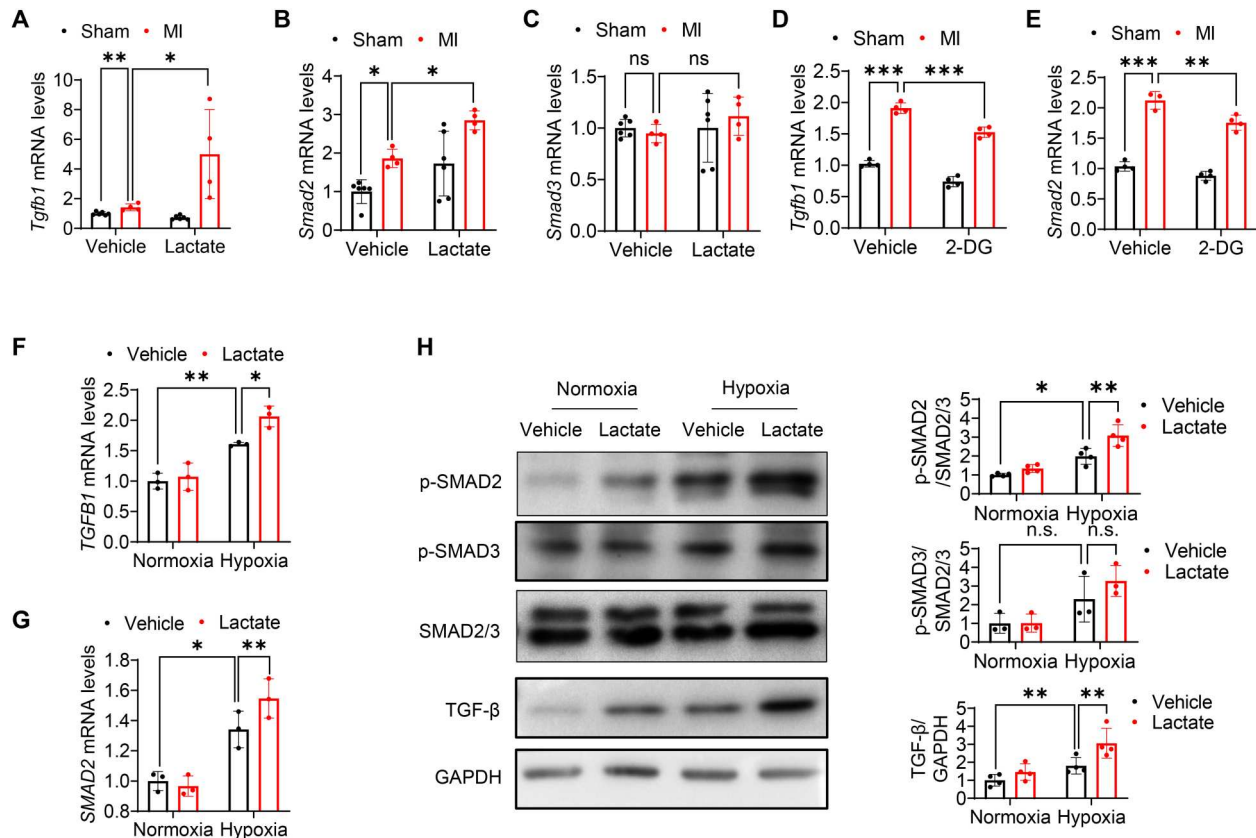 A
Sham MI
** *
Tgfb1 mRNA levels
10
8
6
4
2
0
Vehicle Lactate
B
Sham MI
* *
Smad2 mRNA levels
4
3
2
1
0
Vehicle Lactate
C
Sham MI
ns ns
Smad3 mRNA levels
1.5
1.0
0.5
0.0
Vehicle Lactate
D
Sham MI
*** ***
Tgfb1 mRNA levels
2.0
1.5
1.0
0.5
0.0
Vehicle 2-DG
E
Sham MI
*** **
Smad2 mRNA levels
2.5
2.0
1.5
1.0
0.5
0.0
Vehicle 2-DG
F
Vehicle Lactate
** *
TGFB1 mRNA levels
2.5
2.0
1.5
1.0
0.5
0.0
Normoxia Hypoxia
G
Vehicle Lactate
* **
SMAD2 mRNA levels
1.8
1.6
1.4
1.2
1.0
0.8
Normoxia Hypoxia
H
Normoxia Hypoxia
Vehicle Lactate Vehicle Lactate
p-SMAD2
p-SMAD3
SMAD2/3
TGF-β
GAPDH
* **
p-SMAD2
/SMAD2/3
5
4
3
2
1
0
Vehicle
Lactate
Normoxia Hypoxia
n.s. n.s.
p-SMAD3/
SMAD2/3
5
4
3
2
1
0
Vehicle
Lactate
Normoxia Hypoxia
** **
TGF-β/
GAPDH
5
4
3
2
1
0
Vehicle
Lactate
Normoxia Hypoxia